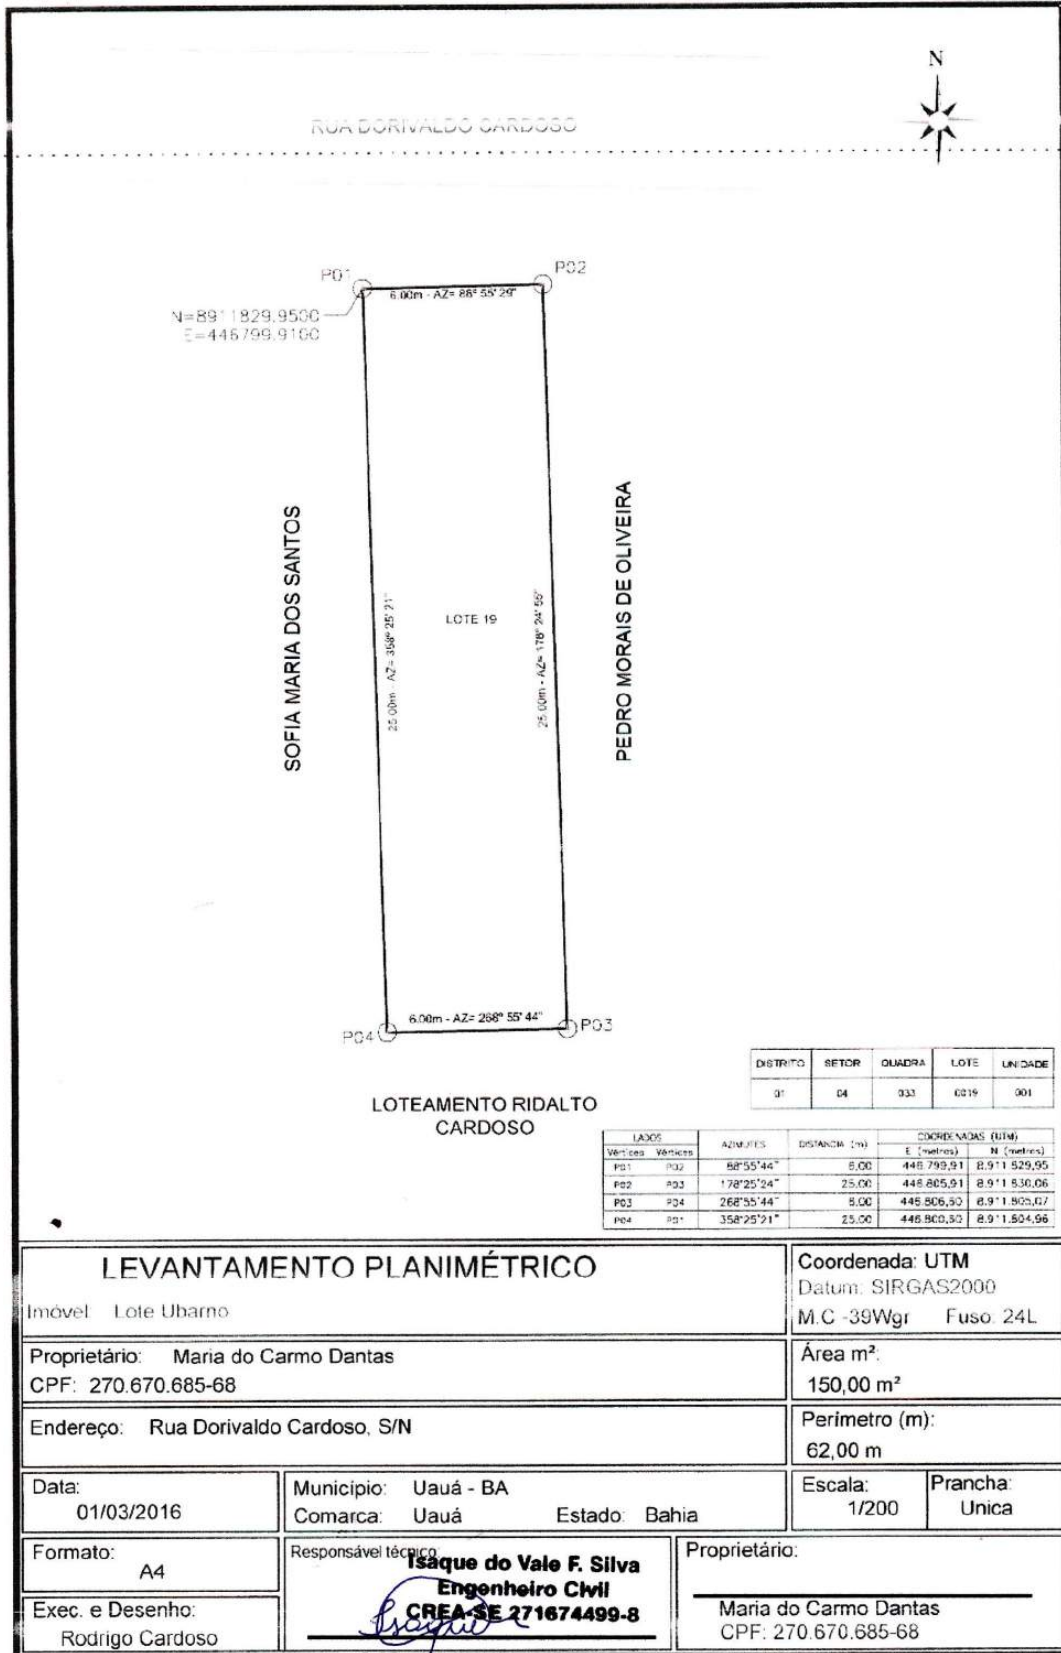 N
RUA DORIVALDO CARDOSO
P01
P02
6.00m - AZ= 88° 55' 29"
N=8911829.9500
E=446799.9100
SOFIA MARIA DOS SANTOS
25.00m - AZ= 358° 25' 21"
LOTE 19
25.00m - AZ= 178° 24' 56"
PEDRO MORAIS DE OLIVEIRA
6.00m - AZ= 268° 55' 44"
P04
P03
LOTEAMENTO RIDALTO
CARDOSO
DISTRITO SETOR QUADRA LOTE UNIDADE
01 04 033 0019 001
LADOS AZIMUTES DISTANCIA (m) COORDENADAS (UTM)
Vértices Vértices E (metros) N (metros)
P01 P02 88°55'44" 6,00 446.799,91 8.911.829,95
P02 P03 178°25'24" 25,00 446.805,91 8.911.830,06
P03 P04 268°55'44" 6,00 446.806,60 8.911.805,07
P04 P01 358°25'21" 25,00 446.800,60 8.911.804,96
LEVANTAMENTO PLANIMÉTRICO
Imóvel Lote Ubarno
Coordenada: UTM
Datum: SIRGAS2000
M.C -39Wgr Fuso: 24L
Proprietário: Maria do Carmo Dantas
CPF: 270.670.685-68
Área m²:
150,00 m²
Endereço: Rua Dorivaldo Cardoso, S/N
Perímetro (m):
62,00 m
Data:
01/03/2016
Município: Uauá - BA
Comarca: Uauá Estado: Bahia
Escala:
1/200
Prancha:
Unica
Formato:
A4
Responsável técnico:
Isaque do Vale F. Silva
Engenheiro Civil
CREA-SE 271674499-8
Proprietário:
Exec. e Desenho:
Rodrigo Cardoso
Maria do Carmo Dantas
CPF: 270.670.685-68